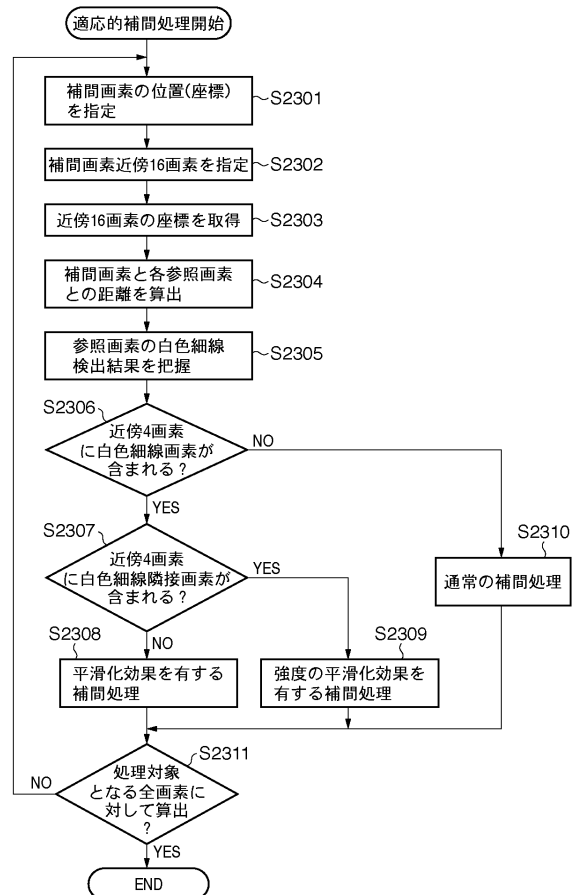 適応的補間処理開始
補間画素の位置(座標)
を指定
S2301
補間画素近傍16画素を指定
S2302
近傍16画素の座標を取得
S2303
補間画素と各参照画素
との距離を算出
S2304
参照画素の白色細線
検出結果を把握
S2305
S2306
近傍4画素
に白色細線画素が
含まれる?
NO
YES
S2307
近傍4画素
に白色細線隣接画素が
含まれる?
YES
NO
S2310
通常の補間処理
S2308
平滑化効果を有する
補間処理
S2309
強度の平滑化効果を
有する補間処理
S2311
処理対象
となる全画素に
対して算出
?
NO
YES
END